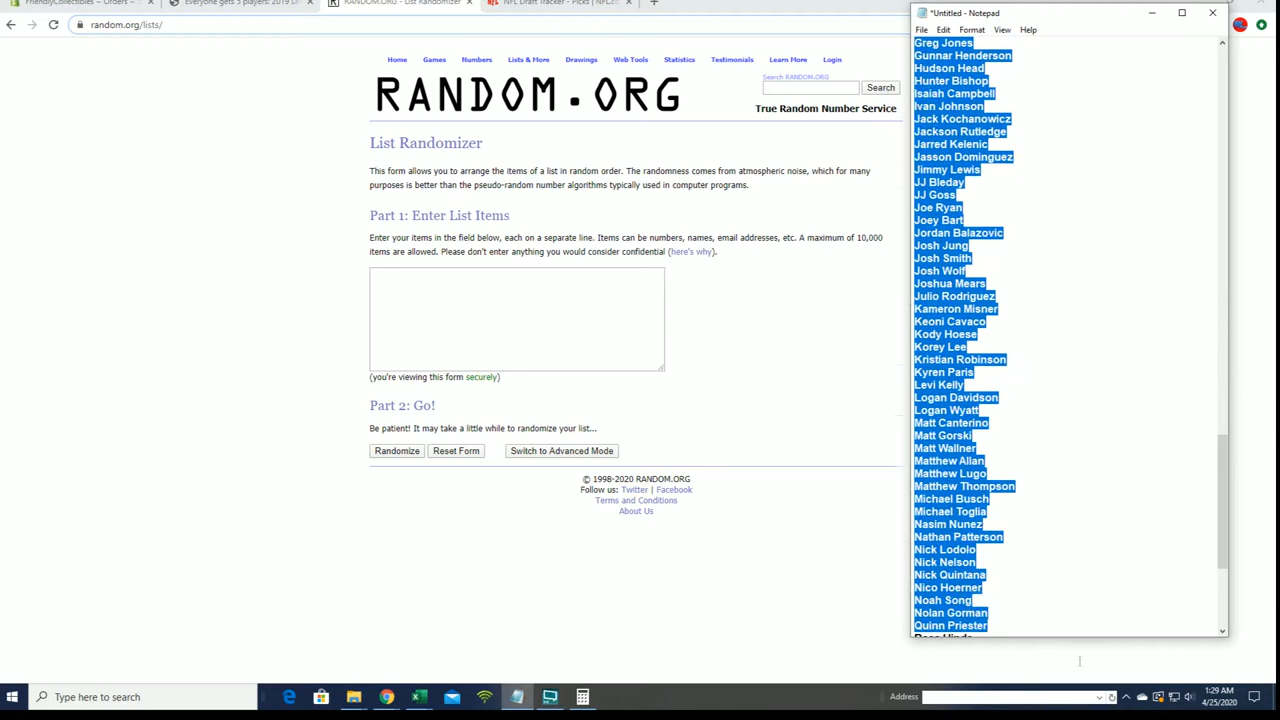 FriendlyCollectibles ~ Orders ~
Everyone gets 5 players: 2019 Le
RANDOM.ORG - List Randomizer
NFL Draft Tracker - Picks | NFL.c
random.org/lists/
*Untitled - Notepad
File Edit Format View Help
Home Games Numbers Lists & More Drawings Web Tools Statistics Testimonials Learn More Login
RANDOM.ORG
Search RANDOM.ORG
Search
True Random Number Service
List Randomizer
This form allows you to arrange the items of a list in random order. The randomness comes from atmospheric noise, which for many
purposes is better than the pseudo-random number algorithms typically used in computer programs.
Part 1: Enter List Items
Enter your items in the field below, each on a separate line. Items can be numbers, names, email addresses, etc. A maximum of 10,000
items are allowed. Please don't enter anything you would consider confidential (here's why).
(you're viewing this form securely)
Part 2: Go!
Be patient! It may take a little while to randomize your list...
Randomize Reset Form Switch to Advanced Mode
© 1998-2020 RANDOM.ORG
Follow us: Twitter | Facebook
Terms and Conditions
About Us
Greg Jones
Gunnar Henderson
Hudson Head
Hunter Bishop
Isaiah Campbell
Ivan Johnson
Jack Kochanowicz
Jackson Rutledge
Jarred Kelenic
Jasson Dominguez
Jimmy Lewis
JJ Bleday
JJ Goss
Joe Ryan
Joey Bart
Jordan Balazovic
Josh Jung
Josh Smith
Josh Wolf
Joshua Mears
Julio Rodriguez
Kameron Misner
Keoni Cavaco
Kody Hoese
Korey Lee
Kristian Robinson
Kyren Paris
Levi Kelly
Logan Davidson
Logan Wyatt
Matt Canterino
Matt Gorski
Matt Wallner
Matthew Allan
Matthew Lugo
Matthew Thompson
Michael Busch
Michael Toglia
Nasim Nunez
Nathan Patterson
Nick Lodolo
Nick Nelson
Nick Quintana
Nico Hoerner
Noah Song
Nolan Gorman
Quinn Priester
Type here to search
Address
1:29 AM
4/25/2020